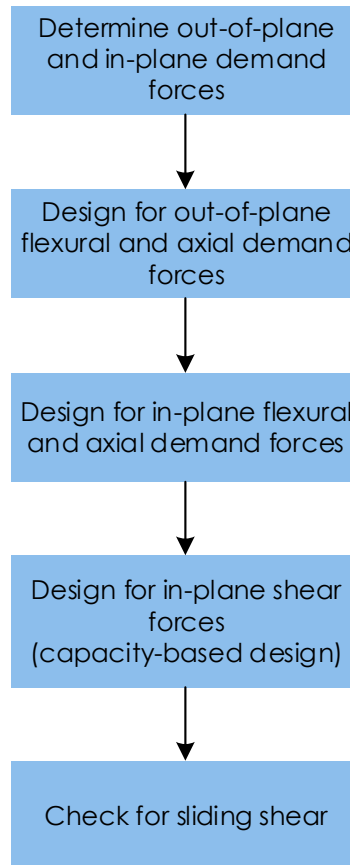 Determine out-of-plane
and in-plane demand
forces
Design for out-of-plane
flexural and axial demand
forces
Design for in-plane flexural
and axial demand forces
Design for in-plane shear
forces
(capacity-based design)
Check for sliding shear